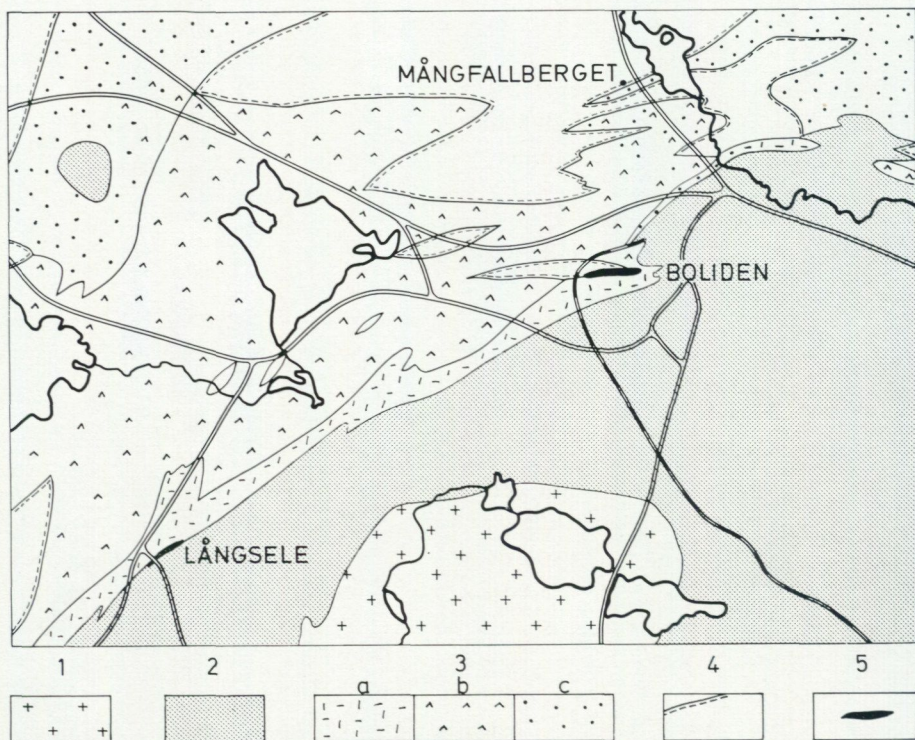 MÅNGFALLBERGET
BOLIDEN
LÅNGSELE
1 2 3 4 5
a b c